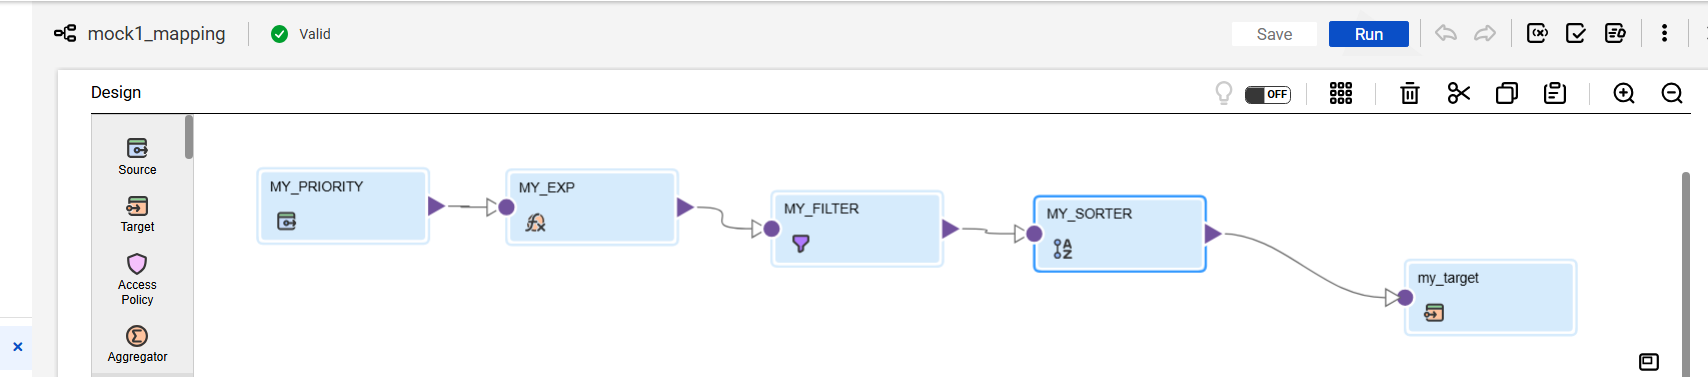 mock1_mapping
Valid
Save
Run
Design
OFF
Source
Target
Access
Policy
Aggregator
MY_PRIORITY
MY_EXP
MY_FILTER
MY_SORTER
my_target